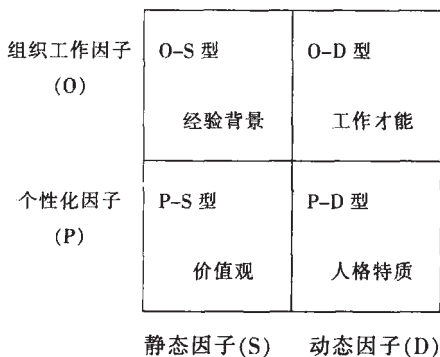 组织工作因子
(O)
O-S 型
O-D 型
经验背景
工作才能
个性化因子
(P)
P-S 型
P-D 型
价值观
人格特质
静态因子(S)
动态因子(D)